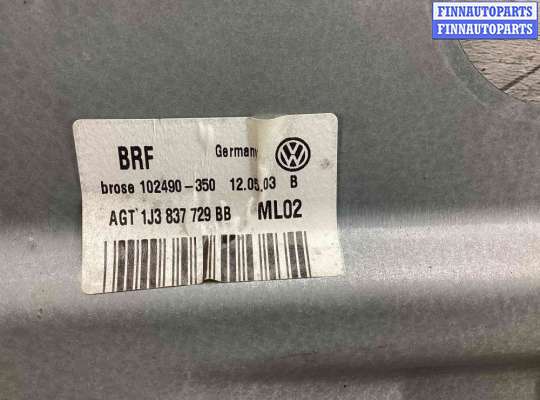 FINNAUTOPARTS
FINNAUTOPARTS
BRF Germany
brose 102490-350 12.05.03 B
AGT 1J3 837 729 BB ML02